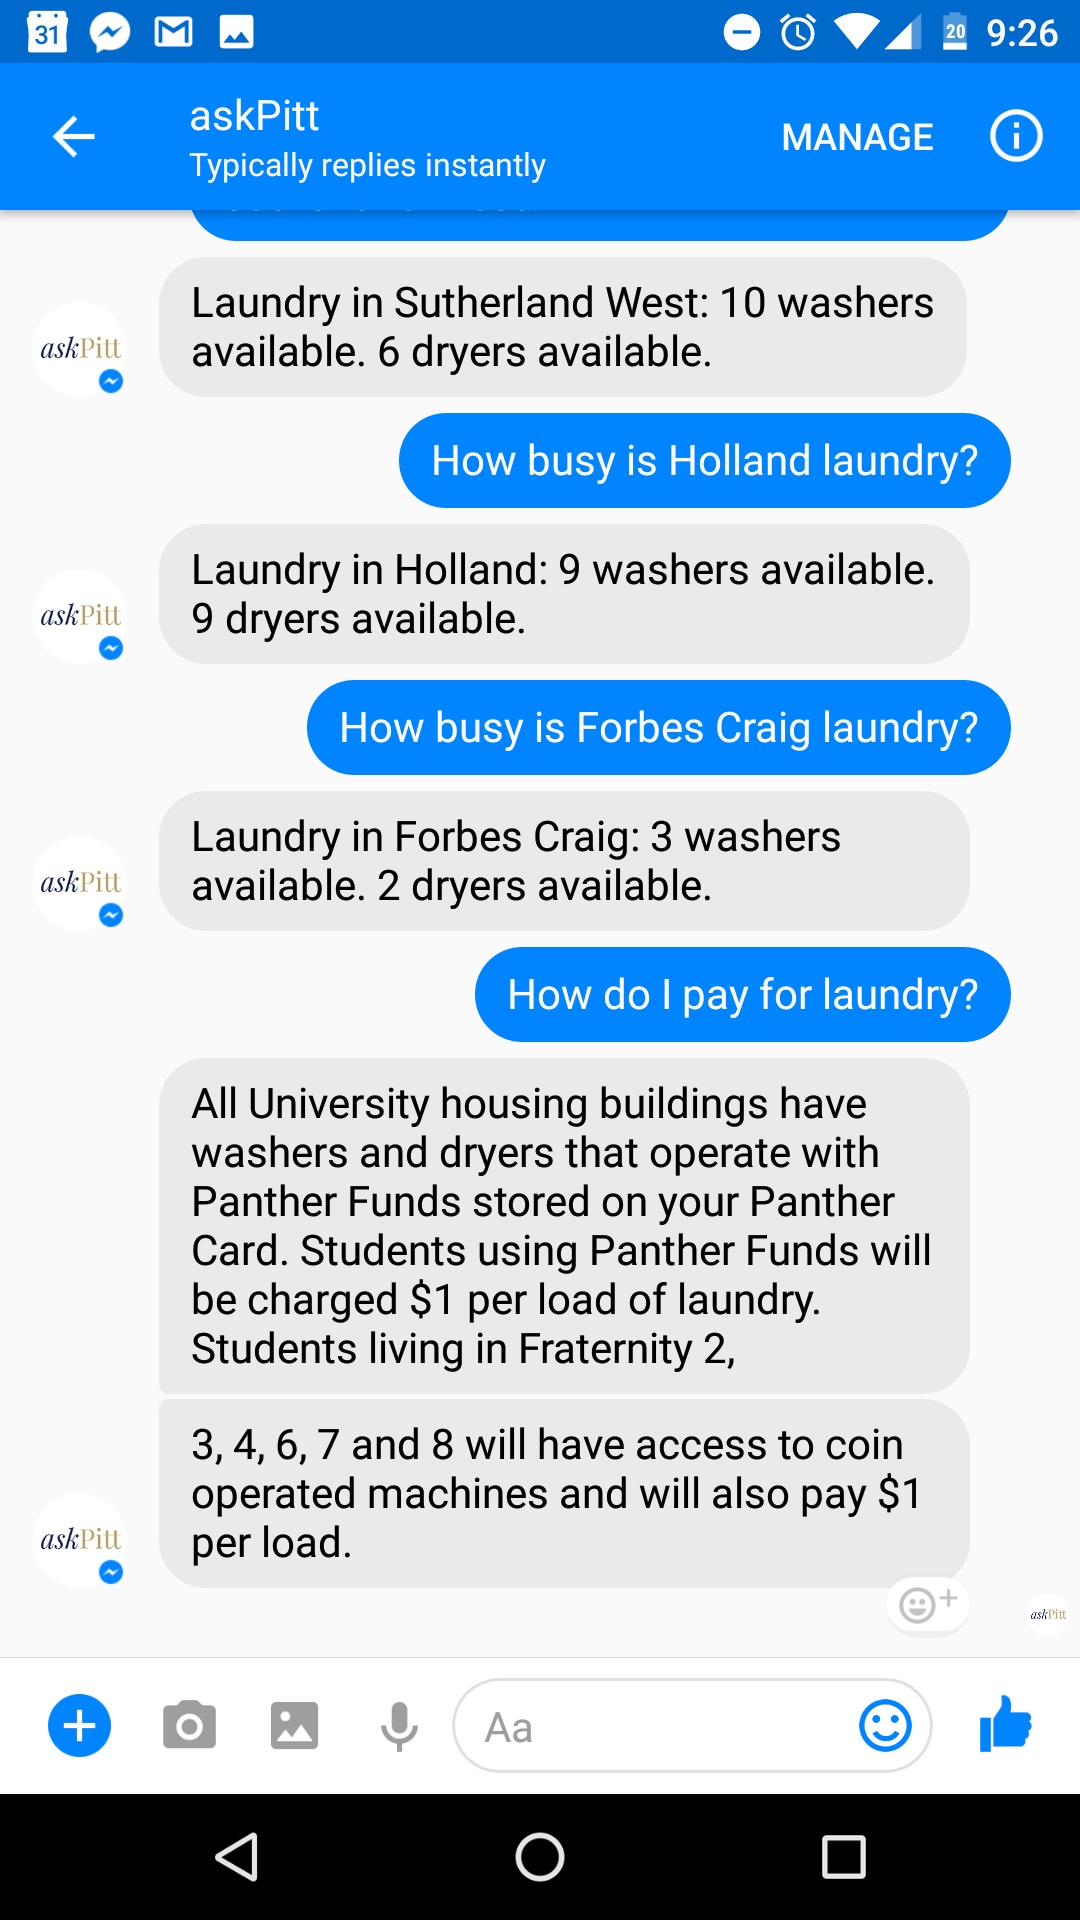 31
20
9:26
askPitt
Typically replies instantly
MANAGE
Laundry in Sutherland West: 10 washers
available. 6 dryers available.
askPitt
How busy is Holland laundry?
Laundry in Holland: 9 washers available.
9 dryers available.
askPitt
How busy is Forbes Craig laundry?
Laundry in Forbes Craig: 3 washers
available. 2 dryers available.
askPitt
How do I pay for laundry?
All University housing buildings have
washers and dryers that operate with
Panther Funds stored on your Panther
Card. Students using Panther Funds will
be charged $1 per load of laundry.
Students living in Fraternity 2,
3, 4, 6, 7 and 8 will have access to coin
operated machines and will also pay $1
per load.
askPitt
askPitt
Aa